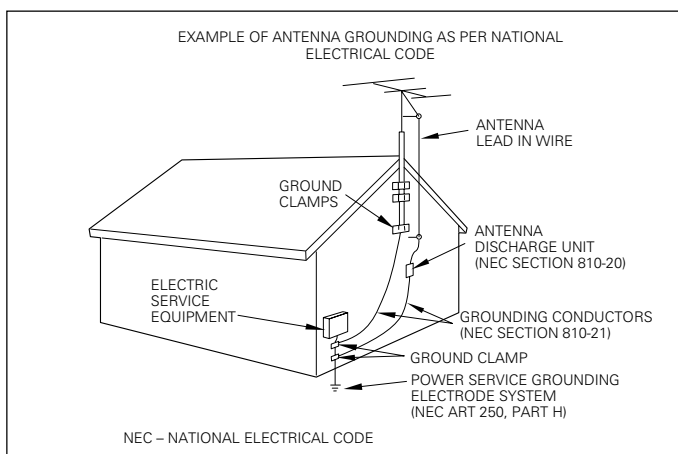 EXAMPLE OF ANTENNA GROUNDING AS PER NATIONAL
ELECTRICAL CODE
ANTENNA
LEAD IN WIRE
GROUND
CLAMPS
ANTENNA
DISCHARGE UNIT
(NEC SECTION 810-20)
ELECTRIC
SERVICE
EQUIPMENT
GROUNDING CONDUCTORS
(NEC SECTION 810-21)
GROUND CLAMP
POWER SERVICE GROUNDING
ELECTRODE SYSTEM
(NEC ART 250, PART H)
NEC – NATIONAL ELECTRICAL CODE